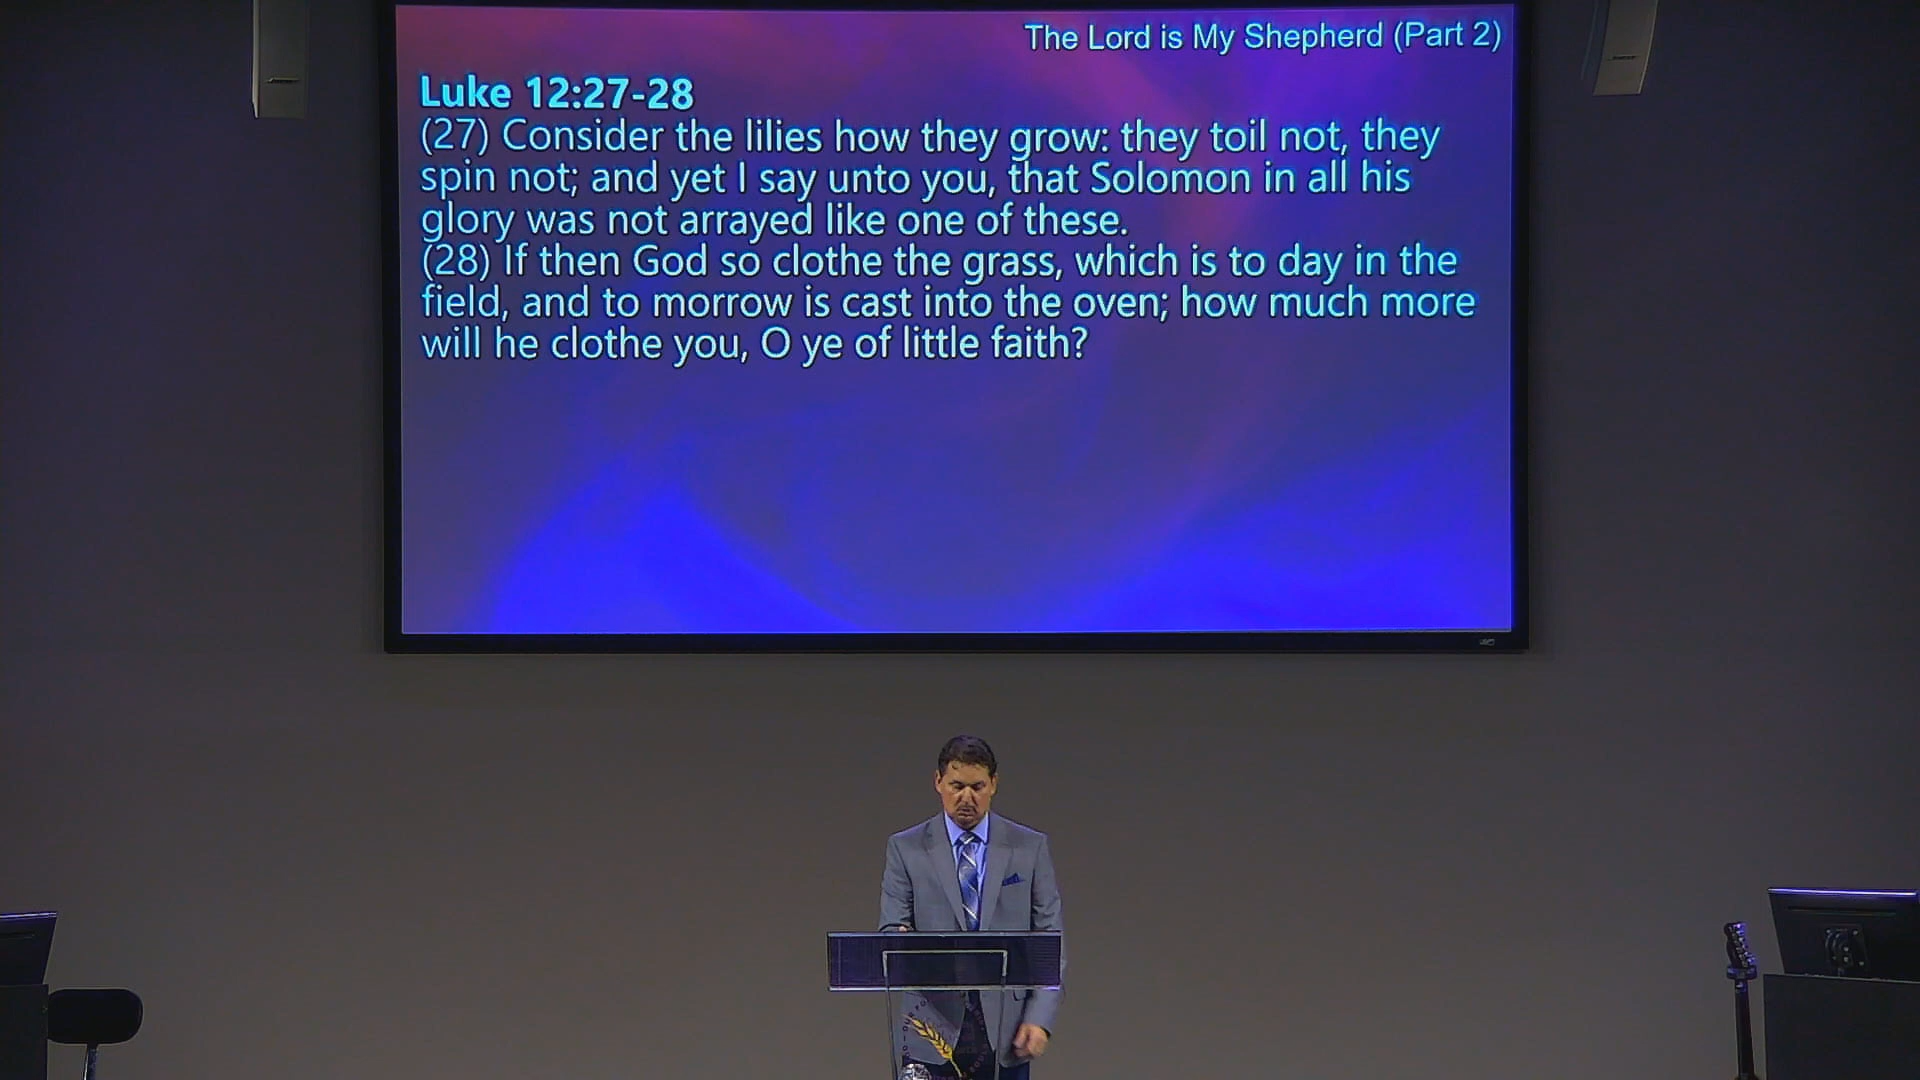 The Lord is My Shepherd (Part 2)
Luke 12:27-28
(27) Consider the lilies how they grow: they toil not, they
spin not; and yet I say unto you, that Solomon in all his
glory was not arrayed like one of these.
(28) If then God so clothe the grass, which is to day in the
field, and to morrow is cast into the oven; how much more
will he clothe you, O ye of little faith?